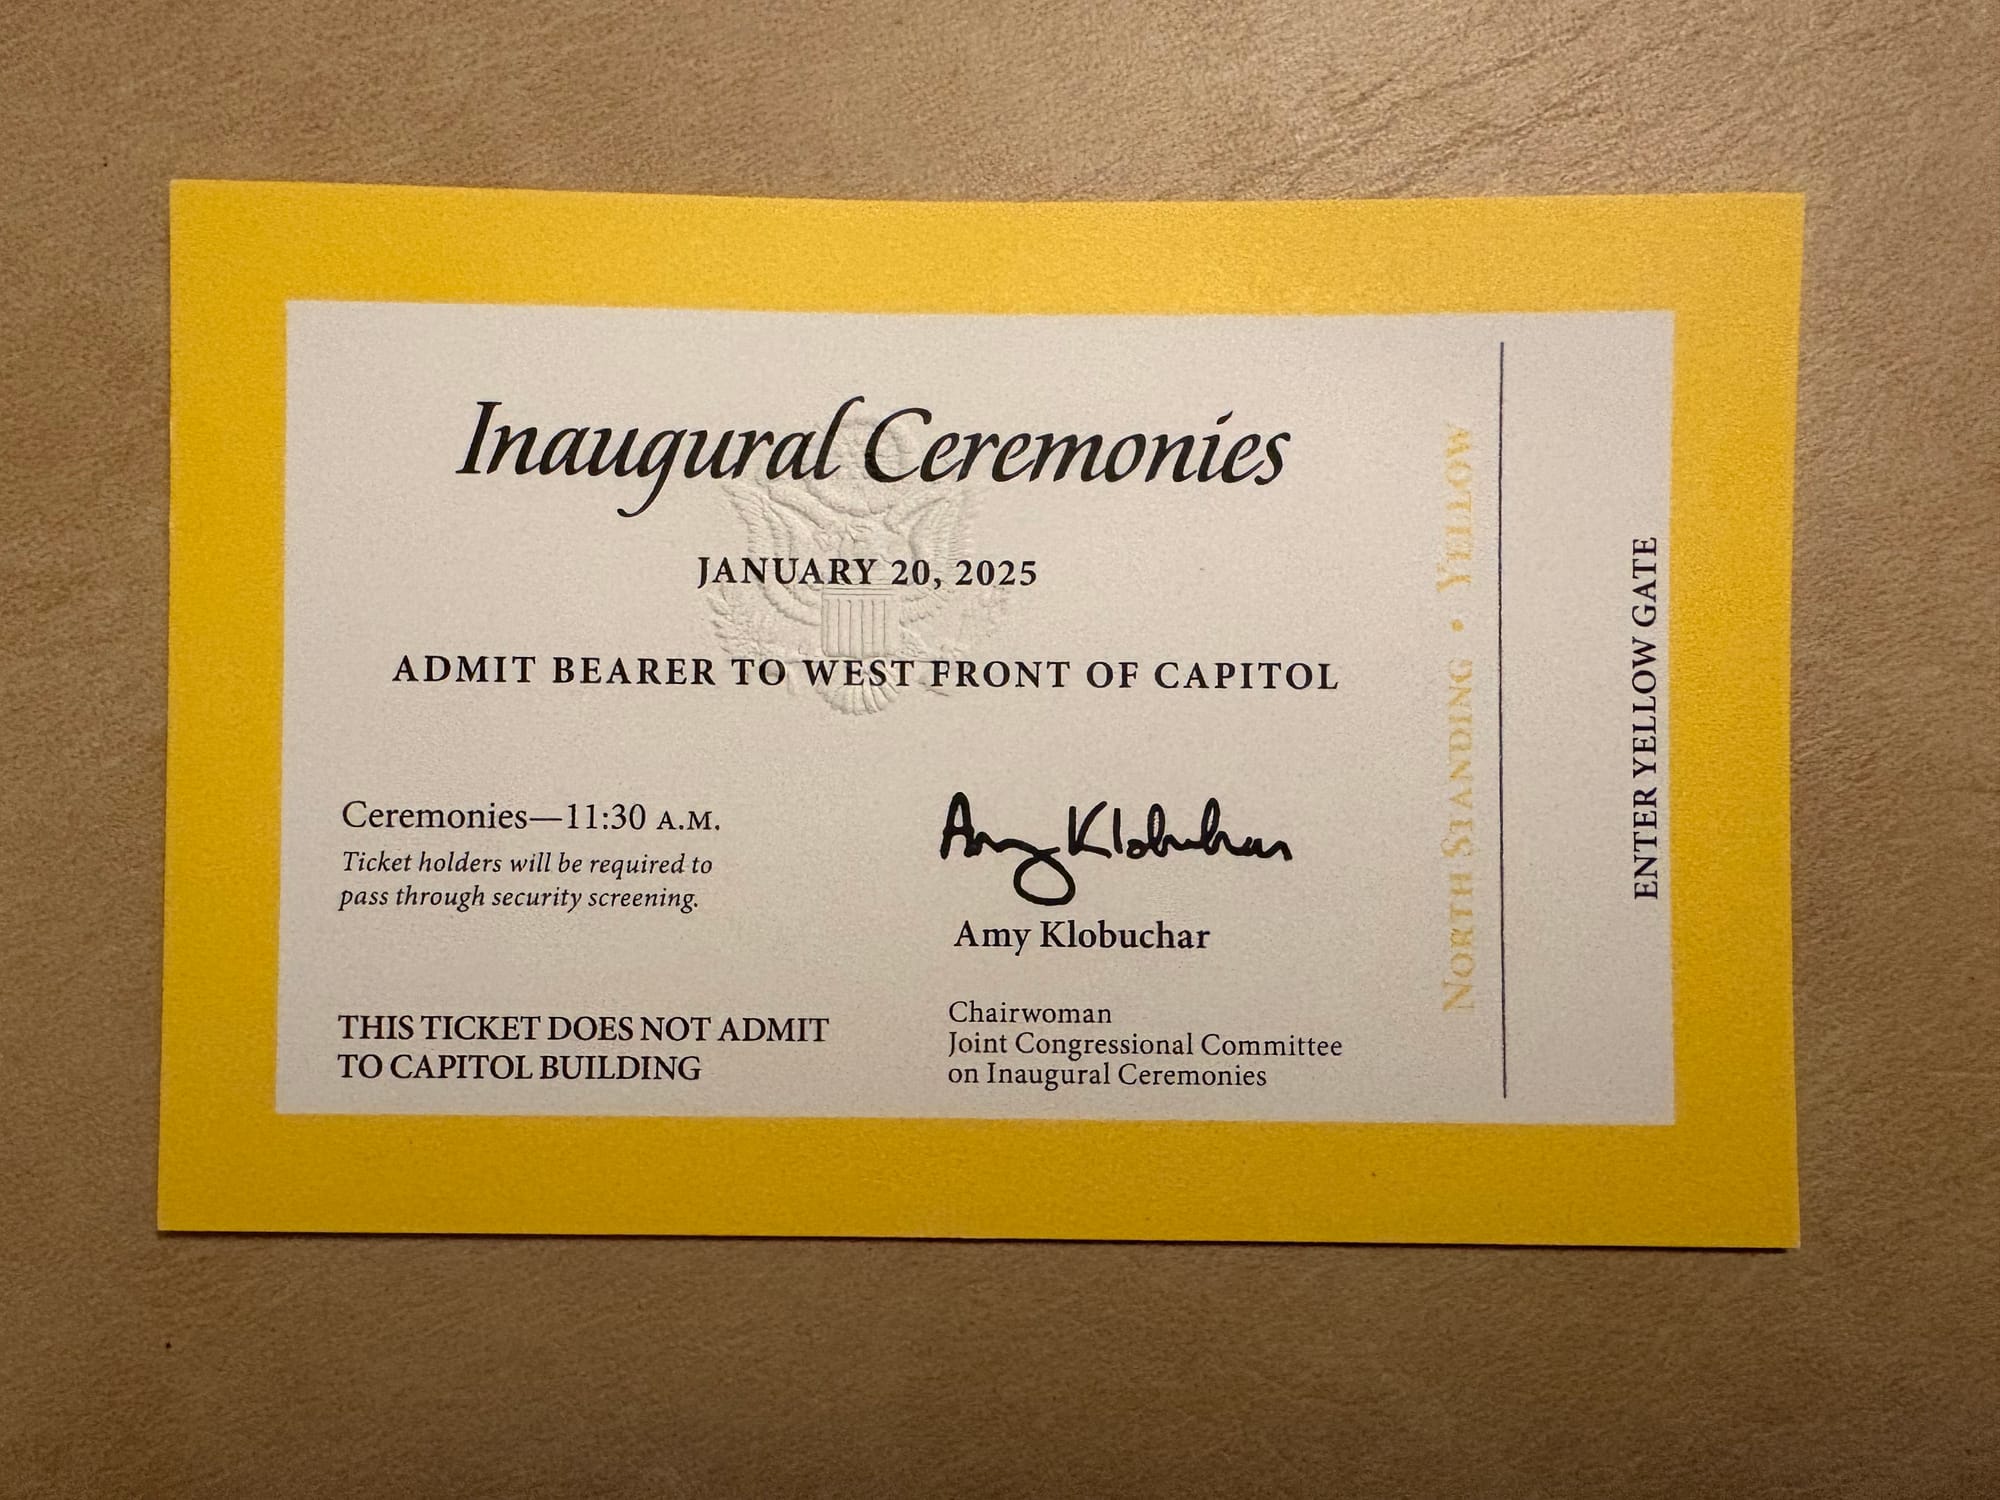 Inaugural Ceremonies
JANUARY 20, 2025
ADMIT BEARER TO WEST FRONT OF CAPITOL
Ceremonies—11:30 A.M.
Ticket holders will be required to
pass through security screening.
THIS TICKET DOES NOT ADMIT
TO CAPITOL BUILDING
Amy Klobuchar
Amy Klobuchar
Chairwoman
Joint Congressional Committee
on Inaugural Ceremonies
NORTH STANDING • YELLOW
ENTER YELLOW GATE